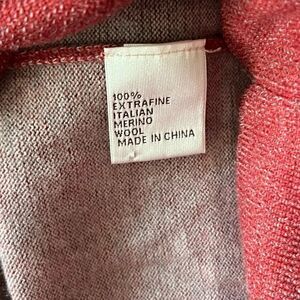 100%
EXTRAFINE
ITALIAN
MERINO
WOOL
MADE IN CHINA